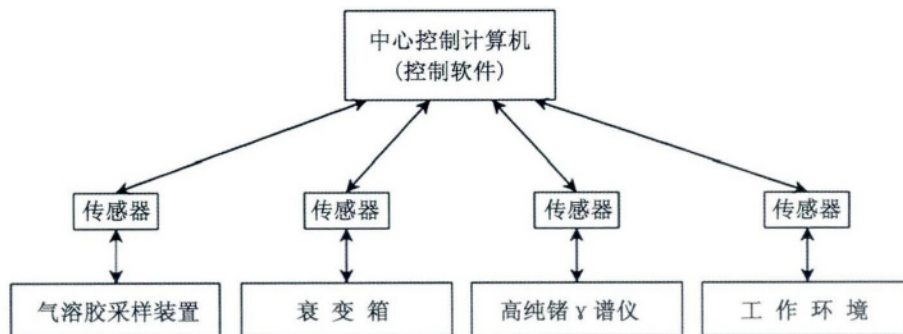 中心控制计算机
(控制软件)
传感器
传感器
传感器
传感器
气溶胶采样装置
衰变箱
高纯锗γ谱仪
工作环境